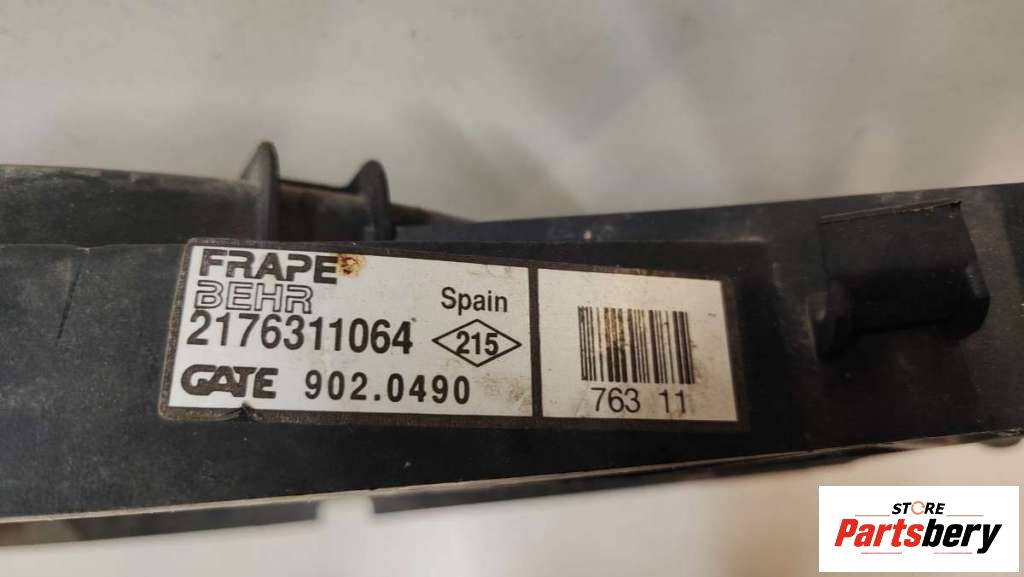 FRAPE
BEHR
2176311064
Spain
215
GATE 902.0490
763 11
STORE
Partsbery